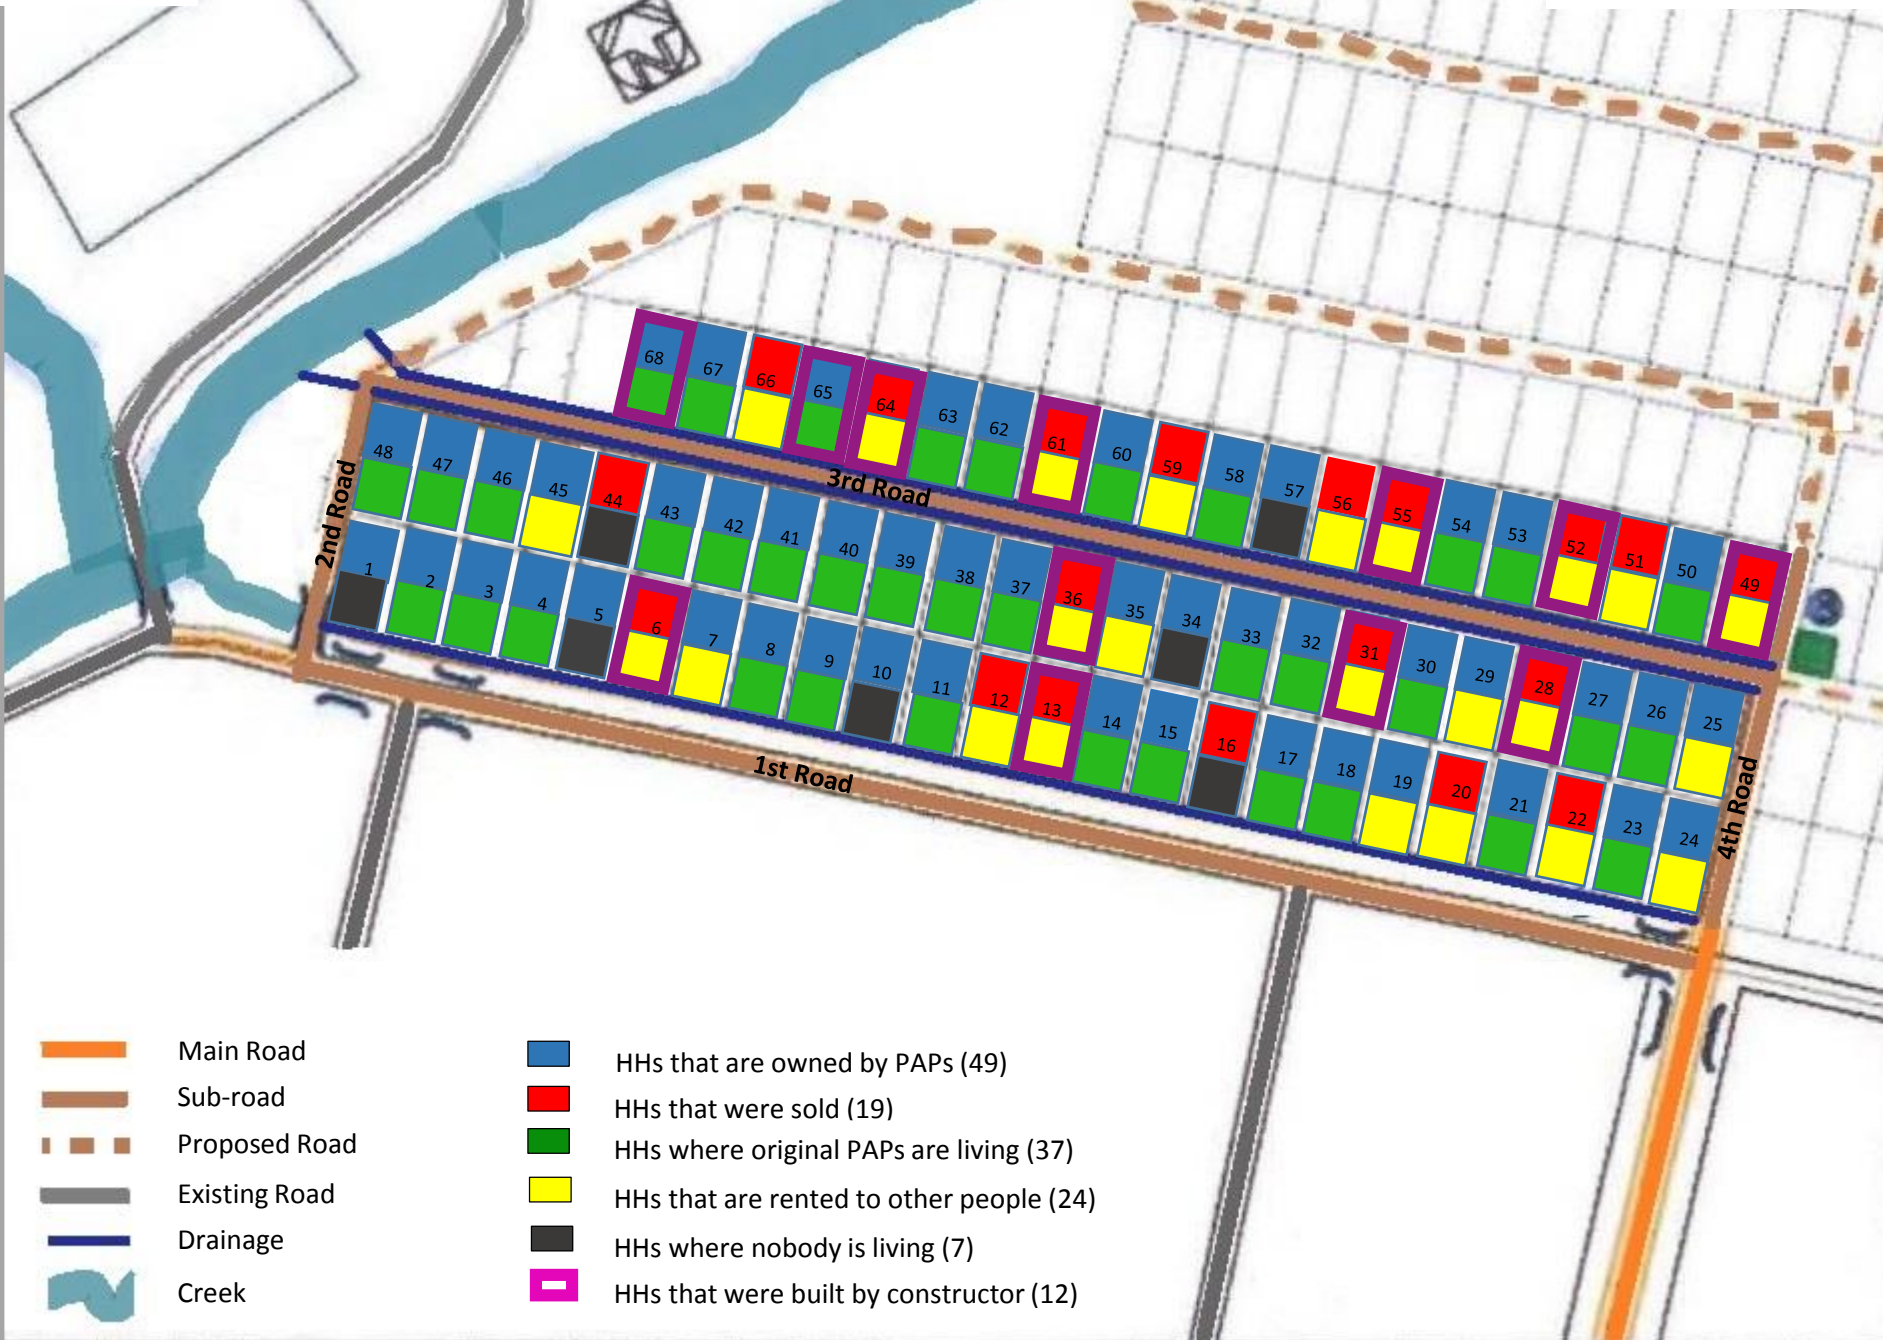 N
68 67 66 65 64 63 62 61 60 59 58 57 56 55 54 53 52 51 50 49
3rd Road
48 47 46 45 44 43 42 41 40 39 38 37 36 35 34 33 32 31 30 29 28 27 26 25
2nd Road
1 2 3 4 5 6 7 8 9 10 11 12 13 14 15 16 17 18 19 20 21 22 23 24
4th Road
1st Road
Main Road
Sub-road
Proposed Road
Existing Road
Drainage
Creek
HHs that are owned by PAPs (49)
HHs that were sold (19)
HHs where original PAPs are living (37)
HHs that are rented to other people (24)
HHs where nobody is living (7)
HHs that were built by constructor (12)